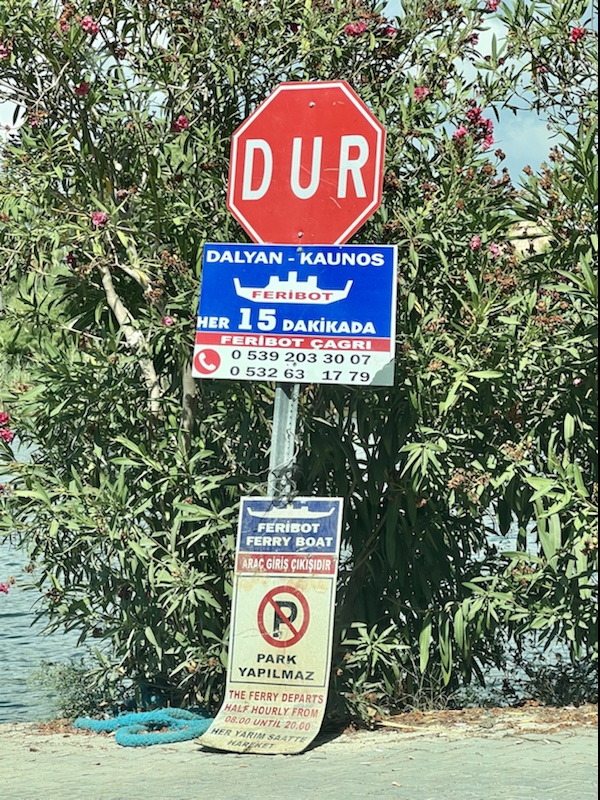 DUR
DALYAN - KAUNOS
FERİBOT
HER 15 DAKİKADA
FERİBOT ÇAĞRI
0 539 203 30 07
0 532 63 17 79
FERİBOT
FERRY BOAT
ARAÇ GİRİŞ ÇIKIŞIDIR
P
PARK
YAPILMAZ
THE FERRY DEPARTS
HALF HOURLY FROM
08.00 UNTIL 20.00
HER YARIM SAATTE
HAREKET